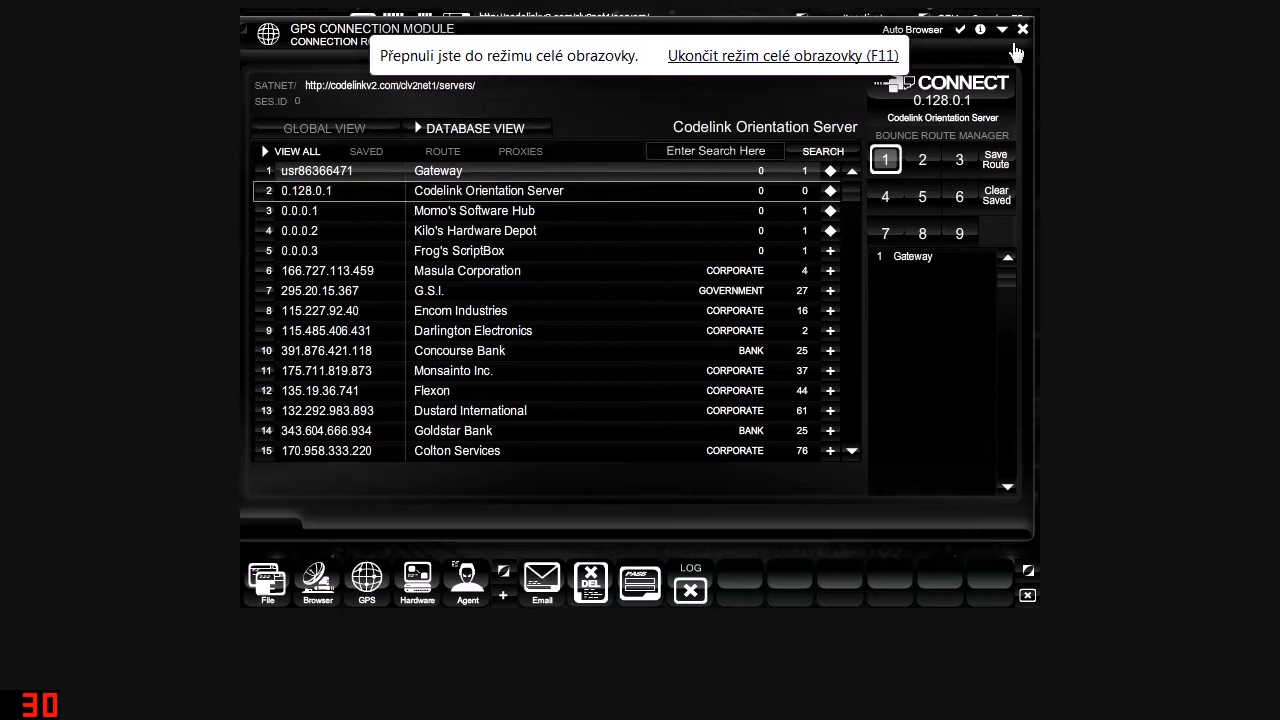 http://codelinkv2.net1/servers/
GPS CONNECTION MODULE
Auto Browser
Přepnuli jste do režimu celé obrazovky. Ukončit režim celé obrazovky (F11)
SATNET/ http://codelinkv2.com/clv2net1/servers/
SES.ID 0
CONNECT
0.128.0.1
Codelink Orientation Server
GLOBAL VIEW DATABASE VIEW Codelink Orientation Server
BOUNCE ROUTE MANAGER
VIEW ALL SAVED ROUTE PROXIES Enter Search Here SEARCH
1 2 3 Save Route
4 5 6 Clear Saved
7 8 9
1 Gateway
1 usr86366471 Gateway 0 1
2 0.128.0.1 Codelink Orientation Server 0 0
3 0.0.0.1 Momo's Software Hub 0 1
4 0.0.0.2 Kilo's Hardware Depot 0 1
5 0.0.0.3 Frog's ScriptBox 0 1
6 166.727.113.459 Masula Corporation CORPORATE 4
7 295.20.15.367 G.S.I. GOVERNMENT 27
8 115.227.92.40 Encom Industries CORPORATE 16
9 115.485.406.431 Darlington Electronics CORPORATE 2
10 391.876.421.118 Concourse Bank BANK 25
11 175.711.819.873 Monsainto Inc. CORPORATE 37
12 135.19.36.741 Flexon CORPORATE 44
13 132.292.983.893 Dustard International CORPORATE 61
14 343.604.666.934 Goldstar Bank BANK 25
15 170.958.333.220 Colton Services CORPORATE 76
File Browser GPS Hardware Agent Email DEL PASS LOG
30